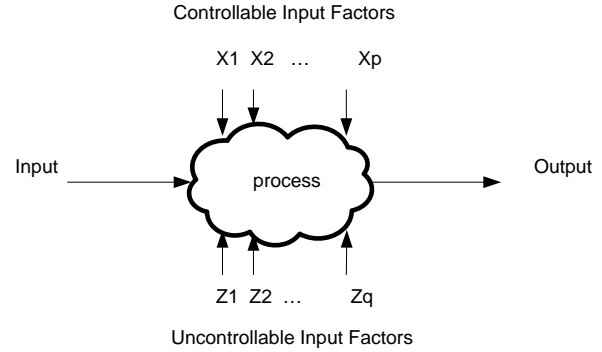 Controllable Input Factors
X1 X2 … Xp
Input
process
Output
Z1 Z2 … Zq
Uncontrollable Input Factors